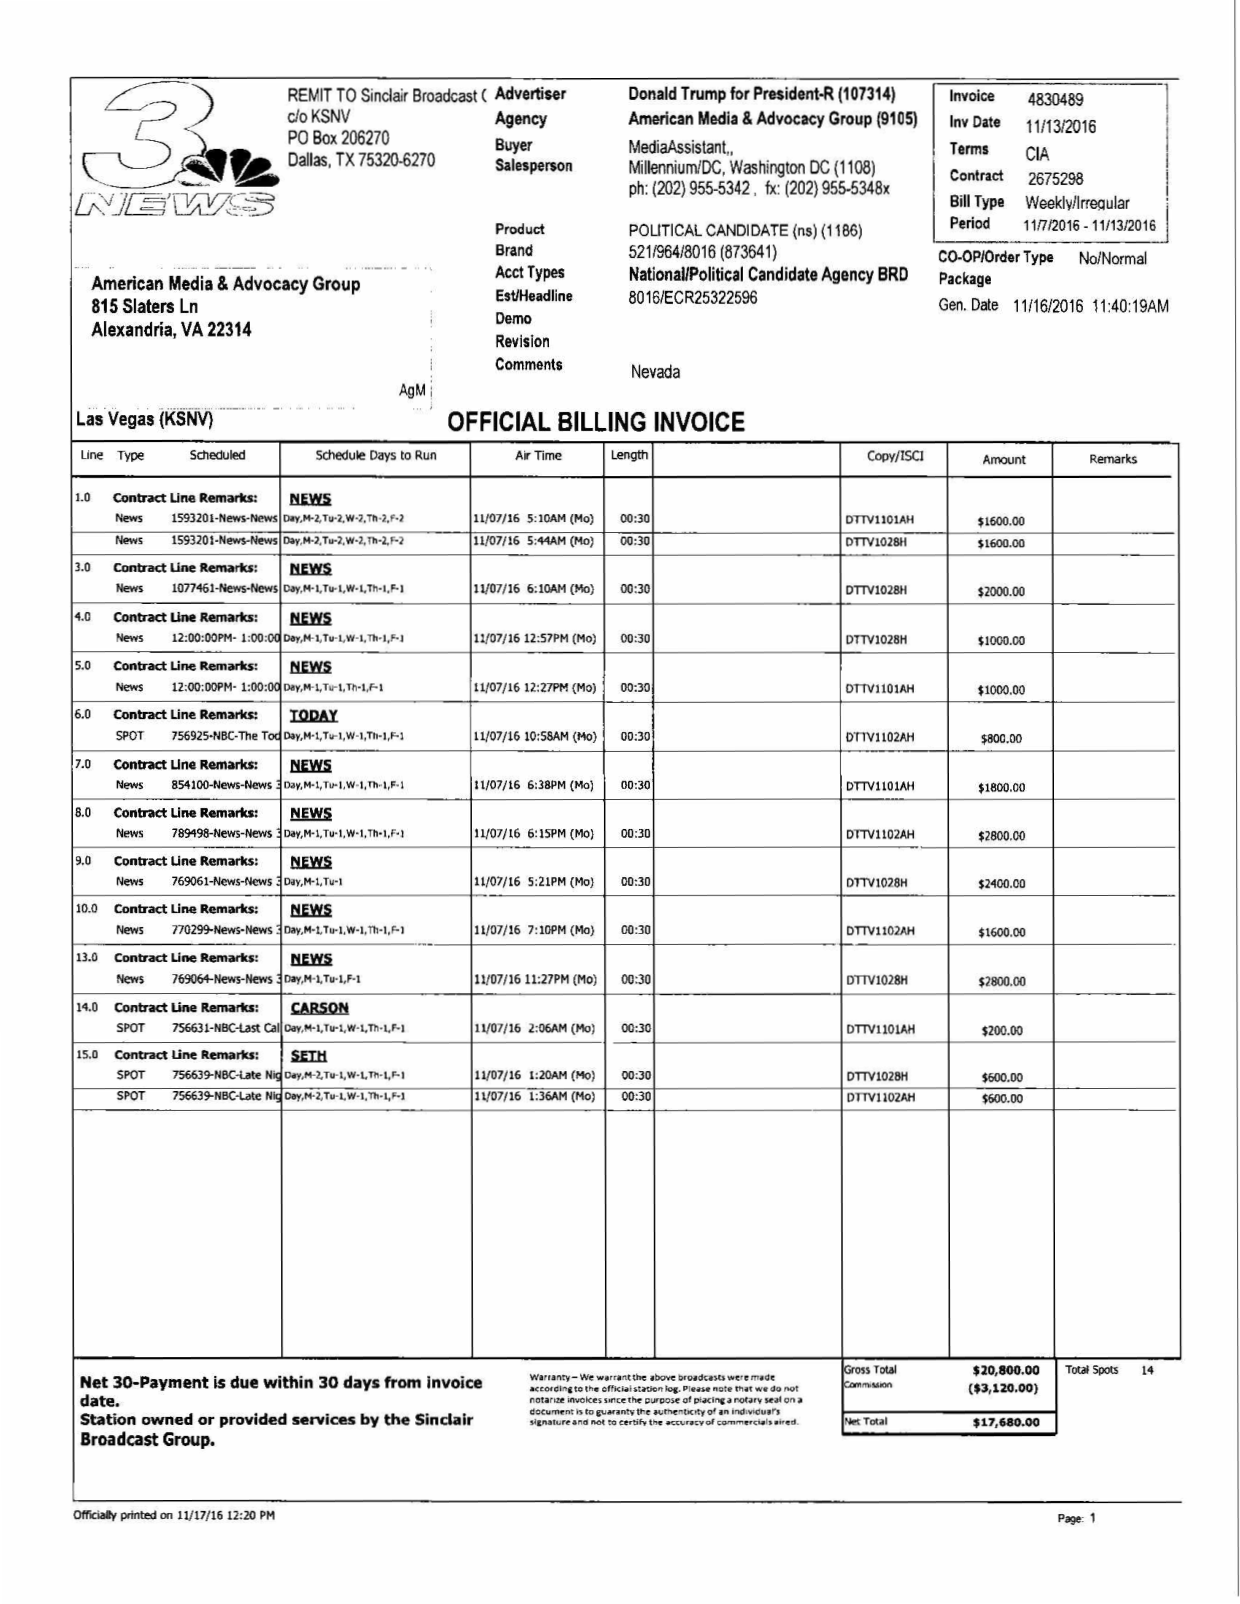 3
NEWS
REMIT TO Sinclair Broadcast (
c/o KSNV
PO Box 206270
Dallas, TX 75320-6270
Advertiser Donald Trump for President-R (107314)
Agency American Media & Advocacy Group (9105)
Buyer MediaAssistant,,
Salesperson Millennium/DC, Washington DC (1108)
ph: (202) 955-5342 , fx: (202) 955-5348x
Product POLITICAL CANDIDATE (ns) (1186)
Brand 521/964/8016 (873641)
Acct Types National/Political Candidate Agency BRD
Est/Headline 8016/ECR25322596
Demo
Revision
Comments Nevada
Invoice 4830489
Inv Date 11/13/2016
Terms CIA
Contract 2675298
Bill Type Weekly/Irregular
Period 11/7/2016 - 11/13/2016
CO-OP/Order Type No/Normal
Package
Gen. Date 11/16/2016 11:40:19AM
American Media & Advocacy Group
815 Slaters Ln
Alexandria, VA 22314
AgM
Las Vegas (KSNV)
OFFICIAL BILLING INVOICE
Line Type Scheduled Schedule Days to Run Air Time Length Copy/ISCI Amount Remarks
1.0 Contract Line Remarks: NEWS
News 1593201-News-News Day,M-2,Tu-2,W-2,Th-2,F-2 11/07/16 5:10AM (Mo) 00:30 DTTV1101AH $1600.00
News 1593201-News-News Day,M-2,Tu-2,W-2,Th-2,F-2 11/07/16 5:44AM (Mo) 00:30 DTTV1028H $1600.00
3.0 Contract Line Remarks: NEWS
News 1077461-News-News Day,M-1,Tu-1,W-1,Th-1,F-1 11/07/16 6:10AM (Mo) 00:30 DTTV1028H $2000.00
4.0 Contract Line Remarks: NEWS
News 12:00:00PM- 1:00:00 Day,M-1,Tu-1,W-1,Th-1,F-1 11/07/16 12:57PM (Mo) 00:30 DTTV1028H $1000.00
5.0 Contract Line Remarks: NEWS
News 12:00:00PM- 1:00:00 Day,M-1,Tu-1,Th-1,F-1 11/07/16 12:27PM (Mo) 00:30 DTTV1101AH $1000.00
6.0 Contract Line Remarks: TODAY
SPOT 756925-NBC-The Tod Day,M-1,Tu-1,W-1,Th-1,F-1 11/07/16 10:58AM (Mo) 00:30 DTTV1102AH $800.00
7.0 Contract Line Remarks: NEWS
News 854100-News-News 3 Day,M-1,Tu-1,W-1,Th-1,F-1 11/07/16 6:38PM (Mo) 00:30 DTTV1101AH $1800.00
8.0 Contract Line Remarks: NEWS
News 789498-News-News 3 Day,M-1,Tu-1,W-1,Th-1,F-1 11/07/16 6:15PM (Mo) 00:30 DTTV1102AH $2800.00
9.0 Contract Line Remarks: NEWS
News 769061-News-News 3 Day,M-1,Tu-1 11/07/16 5:21PM (Mo) 00:30 DTTV1028H $2400.00
10.0 Contract Line Remarks: NEWS
News 770299-News-News 3 Day,M-1,Tu-1,W-1,Th-1,F-1 11/07/16 7:10PM (Mo) 00:30 DTTV1102AH $1600.00
13.0 Contract Line Remarks: NEWS
News 769064-News-News 3 Day,M-1,Tu-1,F-1 11/07/16 11:27PM (Mo) 00:30 DTTV1028H $2800.00
14.0 Contract Line Remarks: CARSON
SPOT 756631-NBC-Last Cal Day,M-1,Tu-1,W-1,Th-1,F-1 11/07/16 2:06AM (Mo) 00:30 DTTV1101AH $200.00
15.0 Contract Line Remarks: SETH
SPOT 756639-NBC-Late Nig Day,M-2,Tu-1,W-1,Th-1,F-1 11/07/16 1:20AM (Mo) 00:30 DTTV1028H $600.00
SPOT 756639-NBC-Late Nig Day,M-2,Tu-1,W-1,Th-1,F-1 11/07/16 1:36AM (Mo) 00:30 DTTV1102AH $600.00
Net 30-Payment is due within 30 days from invoice
date.
Station owned or provided services by the Sinclair
Broadcast Group.
Warranty – We warrant the above broadcasts were made
according to the official station log. Please note that we do not
notarize invoices since the purpose of placing a notary seal on a
document is to guaranty the authenticity of an individual's
signature and not to certify the accuracy of commercials aired.
Gross Total $20,800.00 Total Spots 14
Commission ($3,120.00)
Net Total $17,680.00
Officially printed on 11/17/16 12:20 PM
Page: 1